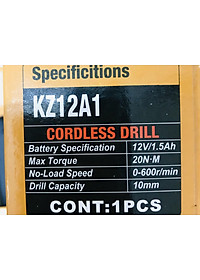 Specificitions
KZ12A1
CORDLESS DRILL
Battery Specification 12V/1.5Ah
Max Torque 20N·M
No-Load Speed 0-600r/min
Drill Capacity 10mm
CONT:1PCS